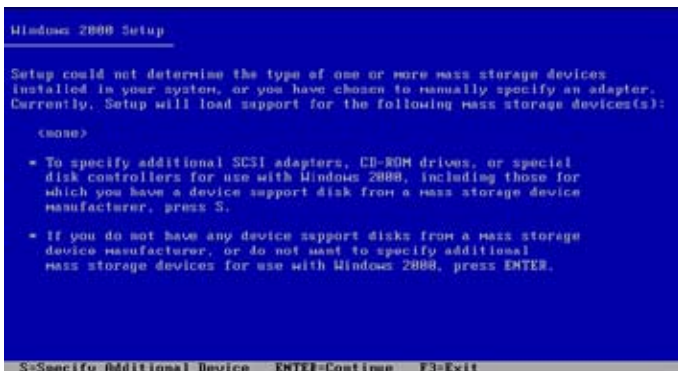 Windows 2000 Setup
Setup could not determine the type of one or more mass storage devices
installed in your system, or you have chosen to manually specify an adapter.
Currently, Setup will load support for the following mass storage devices(s):
<none>
* To specify additional SCSI adapters, CD-ROM drives, or special
disk controllers for use with Windows 2000, including those for
which you have a device support disk from a mass storage device
manufacturer, press S.
* If you do not have any device support disks from a mass storage
device manufacturer, or do not want to specify additional
mass storage devices for use with Windows 2000, press ENTER.
S=Specify Additional Device ENTER=Continue F3=Exit